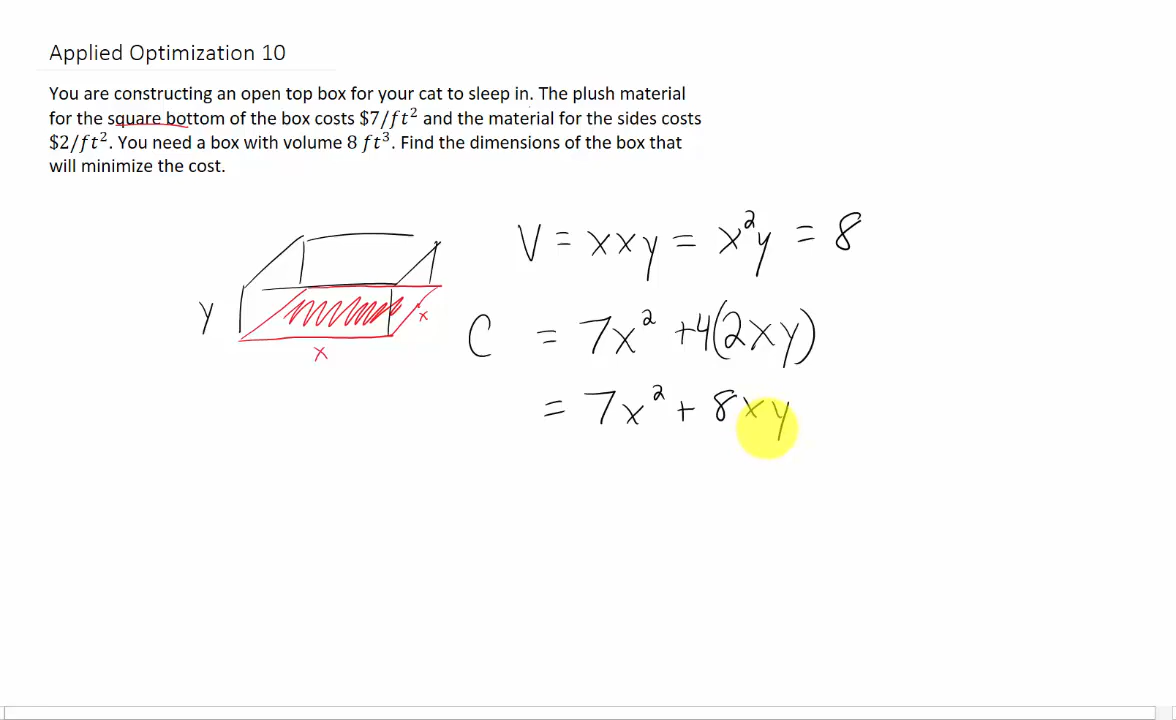 Applied Optimization 10
You are constructing an open top box for your cat to sleep in. The plush material
for the square bottom of the box costs $7/ft² and the material for the sides costs
$2/ft². You need a box with volume 8 ft³. Find the dimensions of the box that
will minimize the cost.
V = xxy = x²y = 8
y
x
x
C = 7x² + 4(2xy)
= 7x² + 8xy